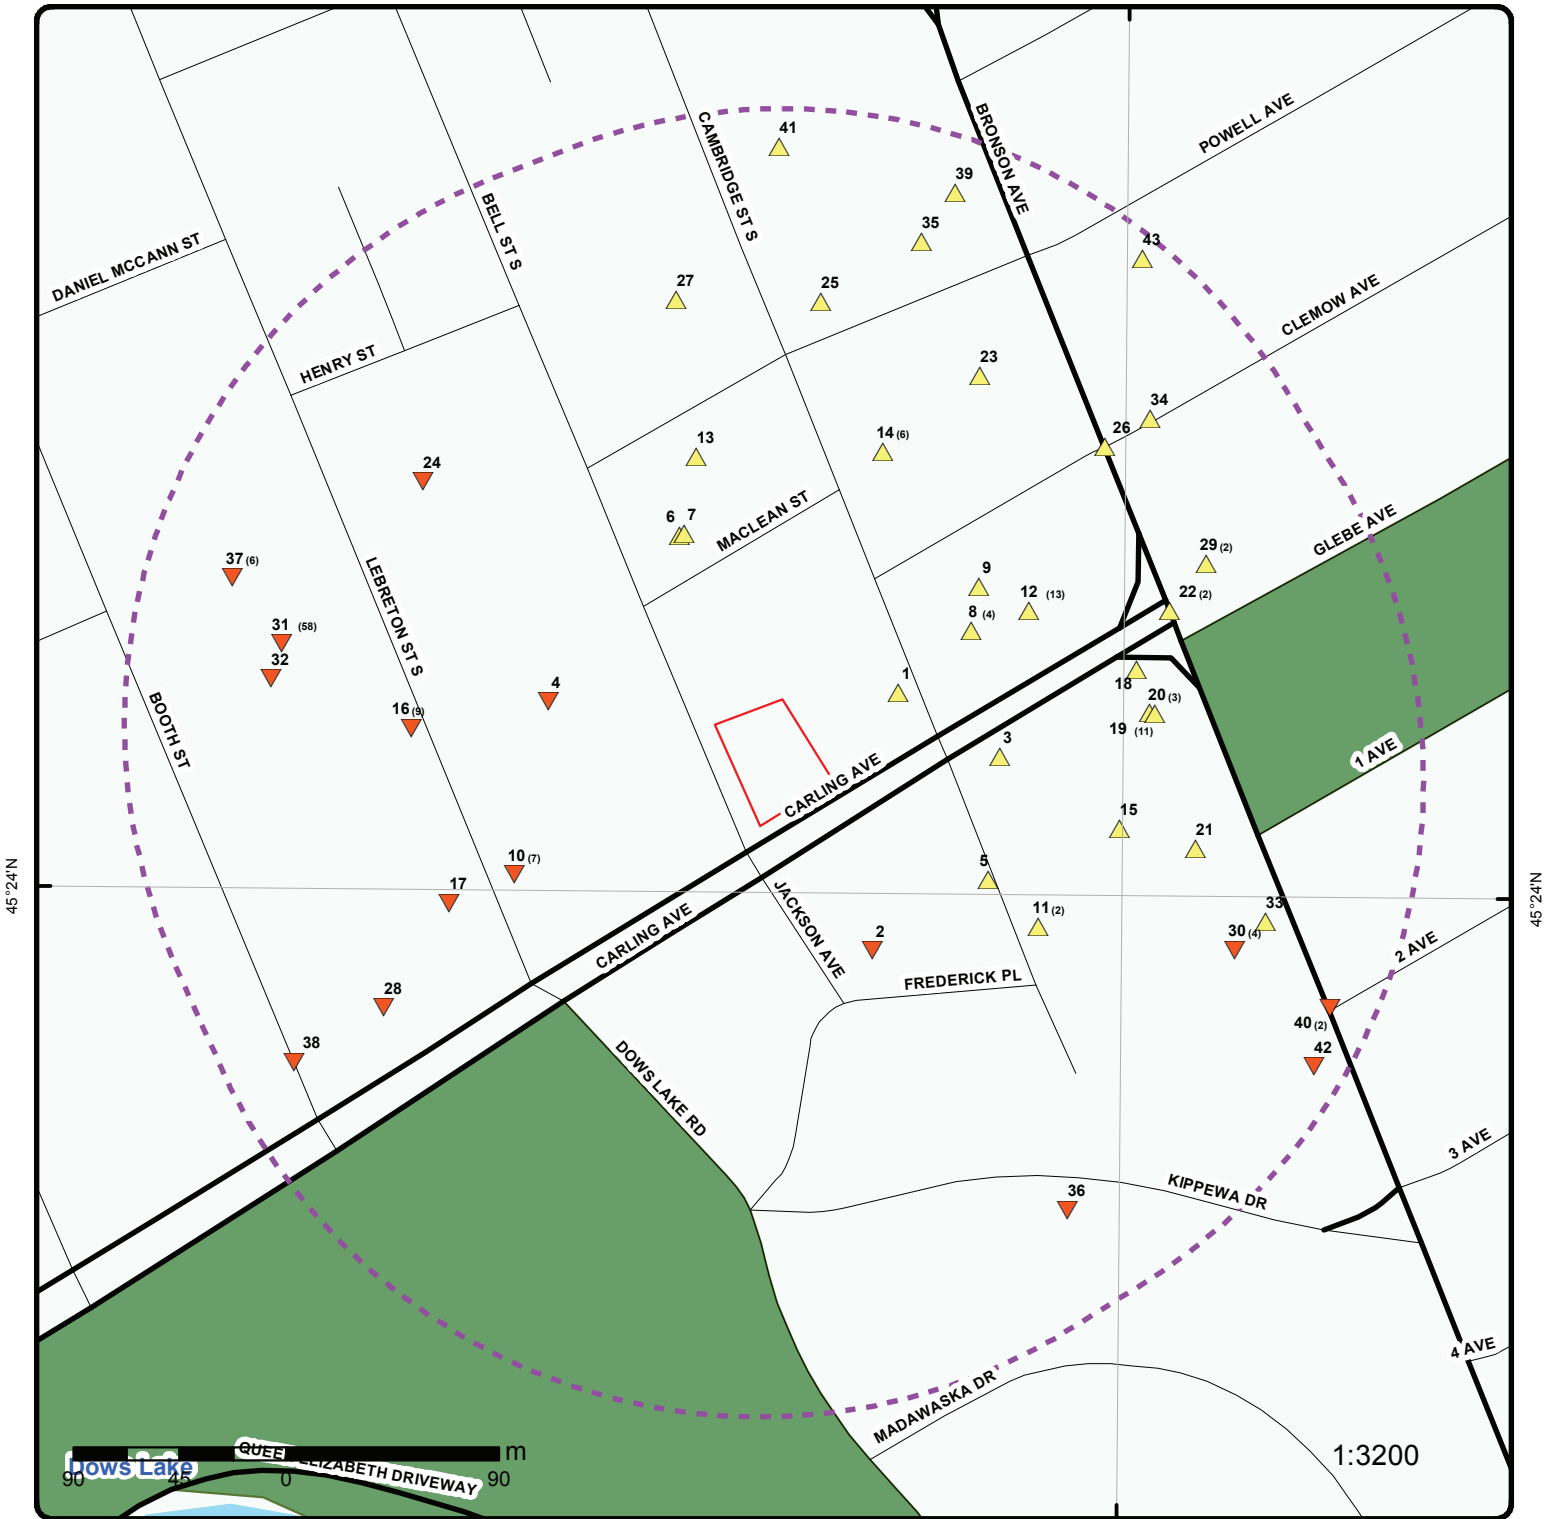 41
CAMBRIDGE ST S
BRONSON AVE
POWELL AVE
39
35
43
BELL ST S
DANIEL MCCANN ST
27
25
CLEMOW AVE
HENRY ST
23
34
26
13
14 (6)
24
6
7
MACLEAN ST
GLEBE AVE
37 (6)
LEBRETON ST S
9
29 (2)
12 (13)
22 (2)
8 (4)
31 (58)
32
4
1
18
BOOTH ST
16 (9)
20 (3)
19 (11)
3
1 AVE
CARLING AVE
15
21
45°24'N
10 (7)
5
45°24'N
17
JACKSON AVE
11 (2)
33
CARLING AVE
2
30 (4)
2 AVE
FREDERICK PL
28
40 (2)
38
42
DOWS LAKE RD
3 AVE
36
KIPPEWA DR
4 AVE
MADAWASKA DR
QUEE ELIZABETH DRIVEWAY
m
1:3200
Dows Lake
90 45 0 90